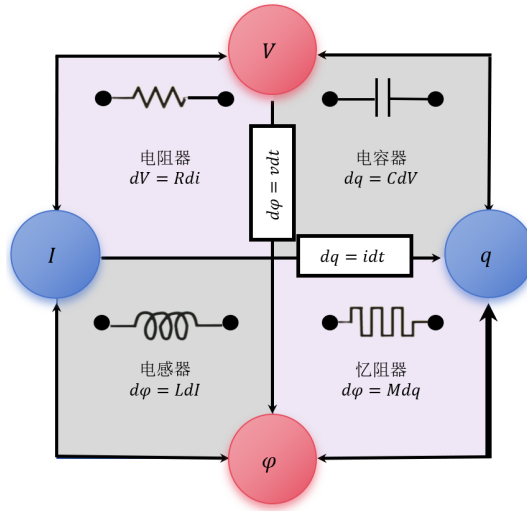 V
电阻器
dV = Rdi
电容器
dq = CdV
dφ = vdt
I
dq = idt
q
电感器
dφ = LdI
忆阻器
dφ = Mdq
φ